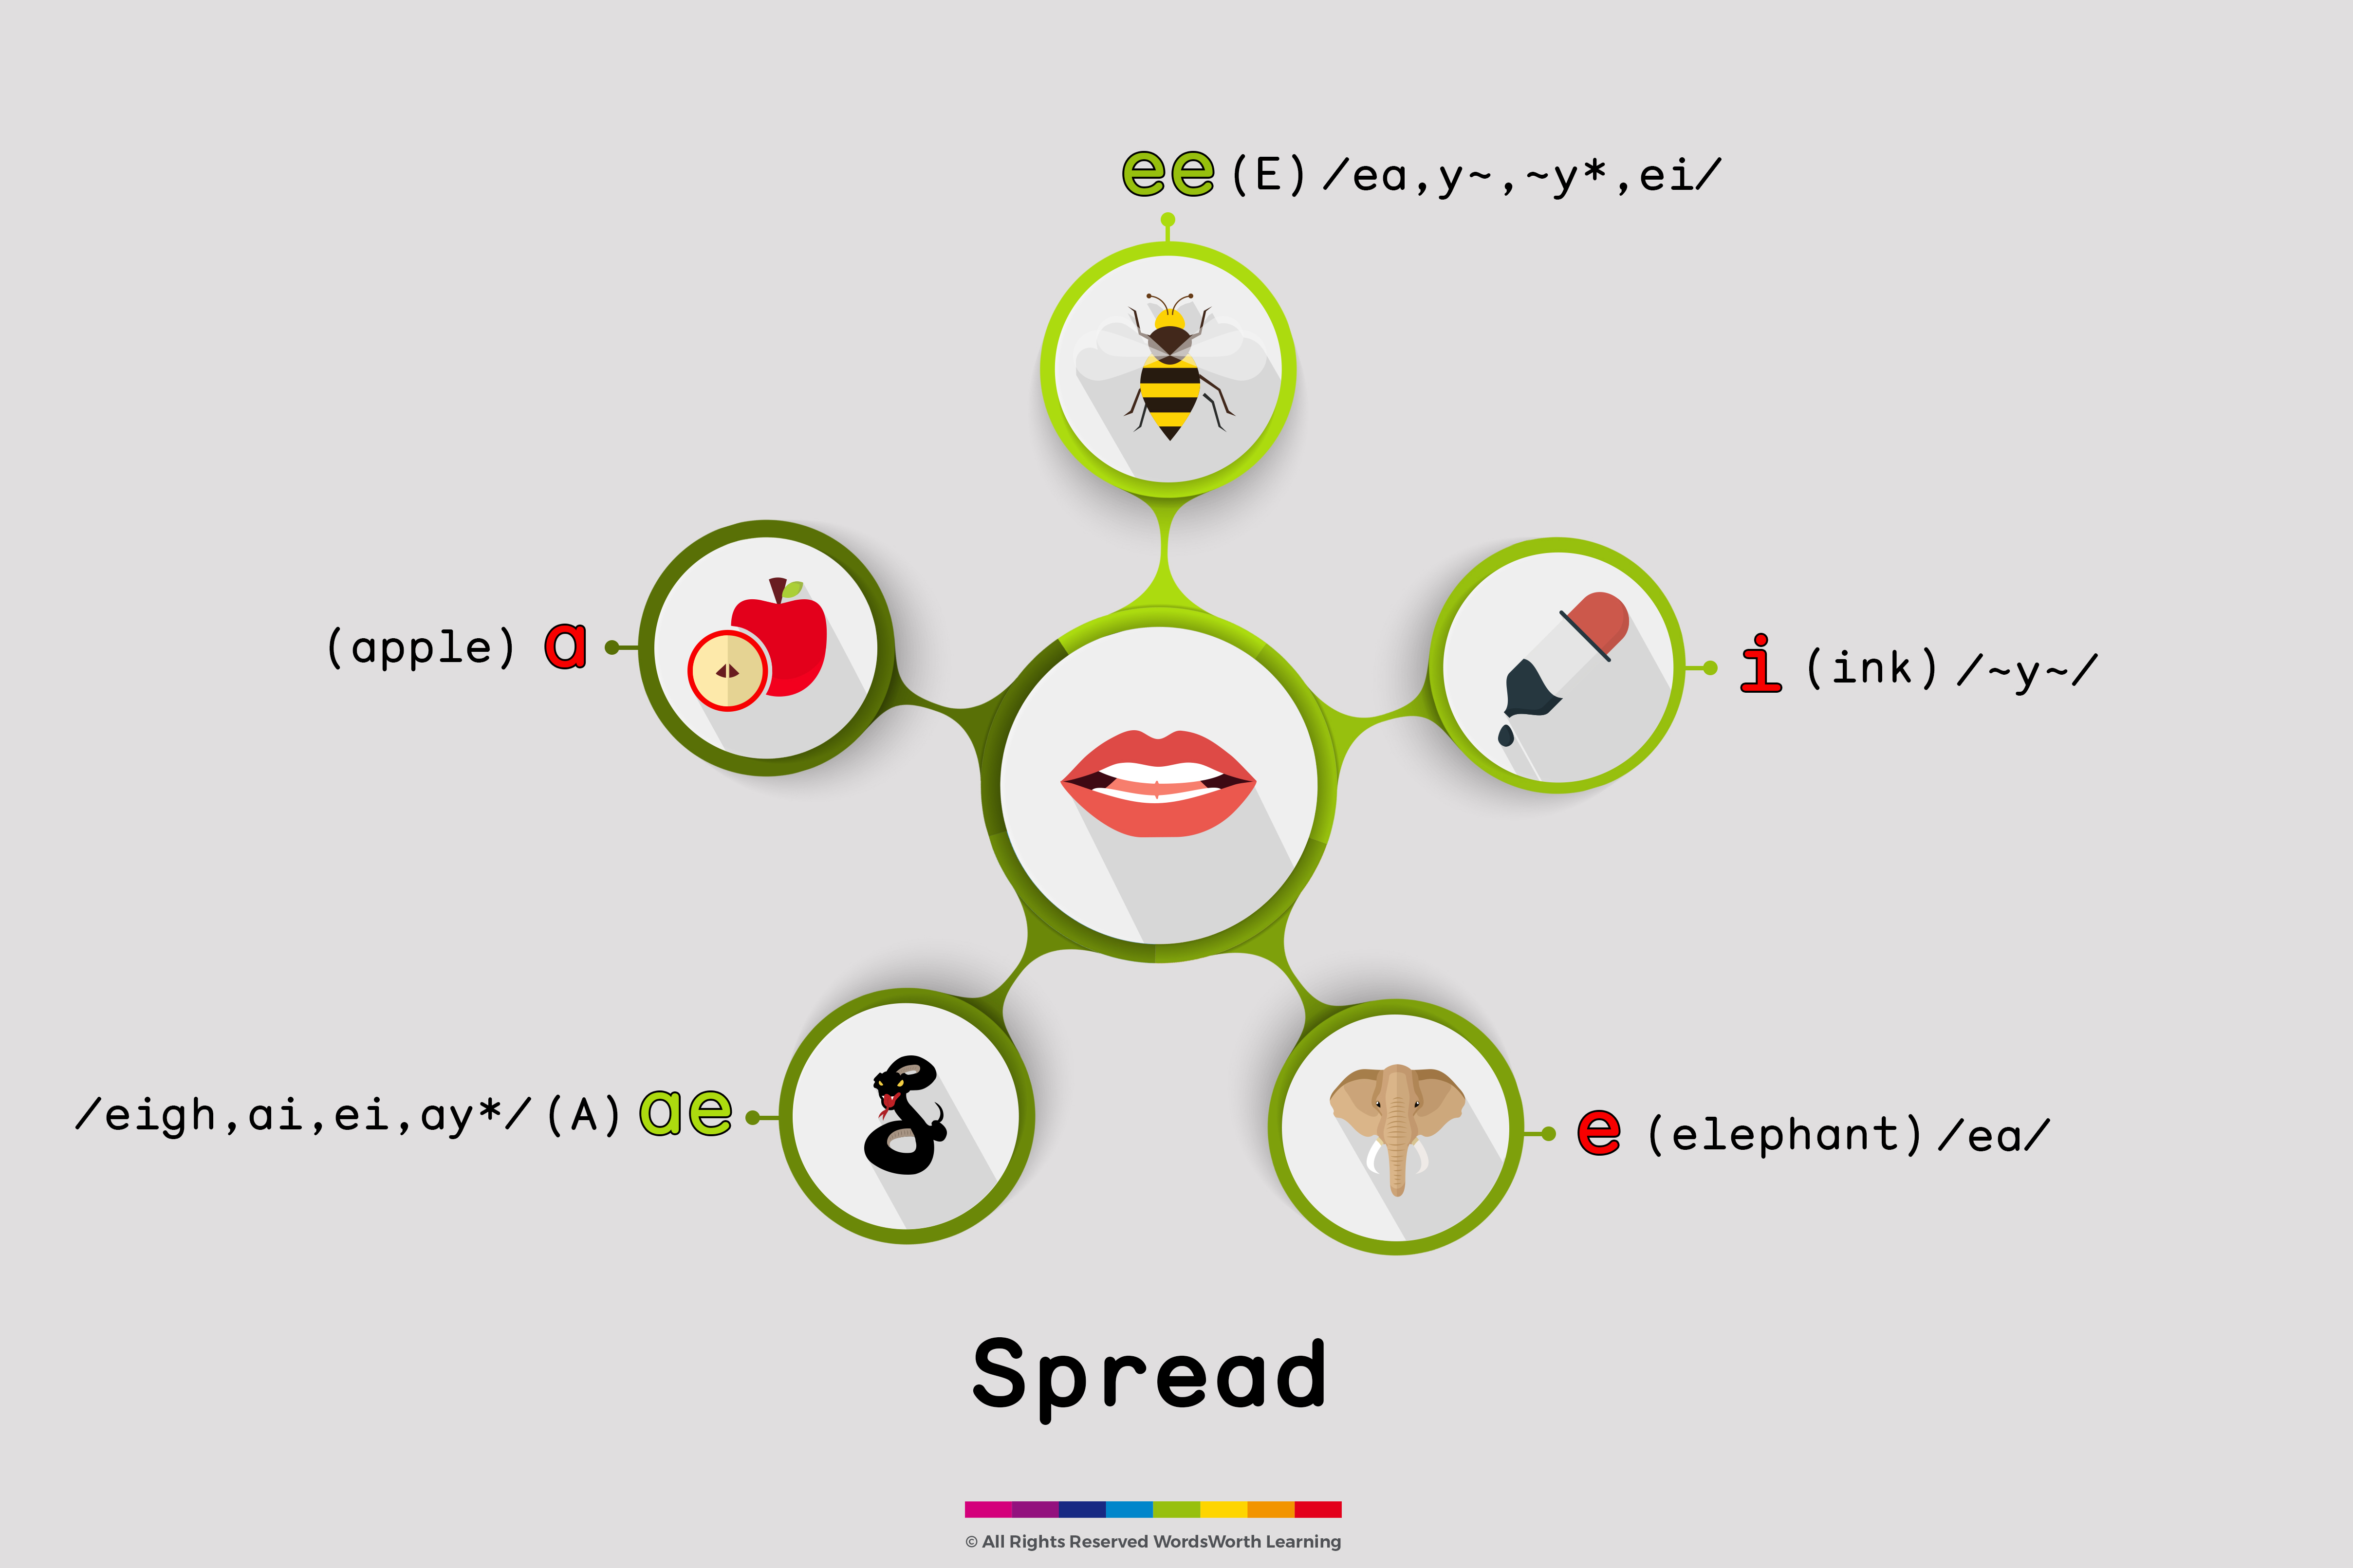 ee (E)/ea,y~,~y*,ei/
(apple) a
i (ink)/~y~/
/eigh,ai,ei,ay*/(A) ae
e (elephant)/ea/
Spread
© All Rights Reserved WordsWorth Learning